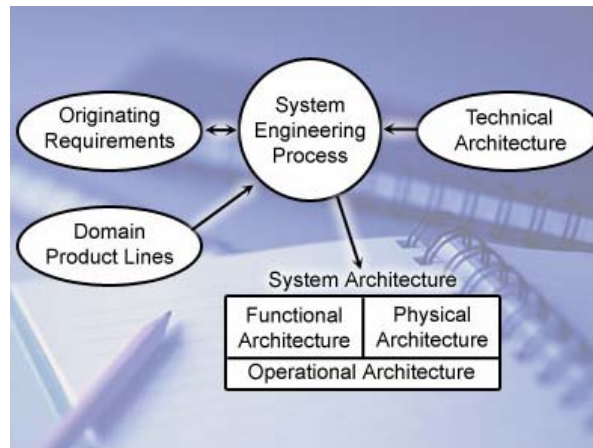 Originating
Requirements
System
Engineering
Process
Technical
Architecture
Domain
Product Lines
System Architecture
Functional
Architecture
Physical
Architecture
Operational Architecture